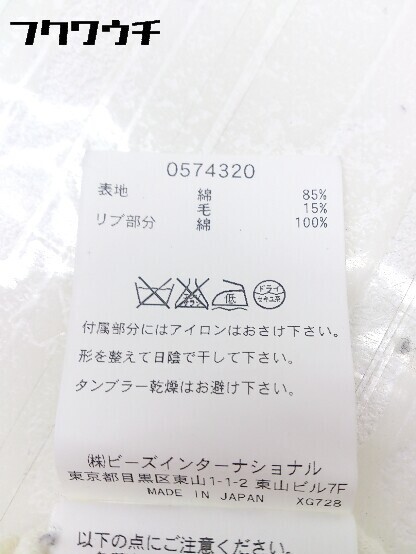 フクワウチ
0574320
表地 綿 85%
毛 15%
リブ部分 綿 100%
低
ドライ
セキユ系
付属部分にはアイロンはおさけ下さい。
形を整えて日陰で干して下さい。
タンブラー乾燥はお避け下さい。
㈱ビーズインターナショナル
東京都目黒区東山1-1-2 東山ビル7F
MADE IN JAPAN XG728
以下の点にご注意ください。